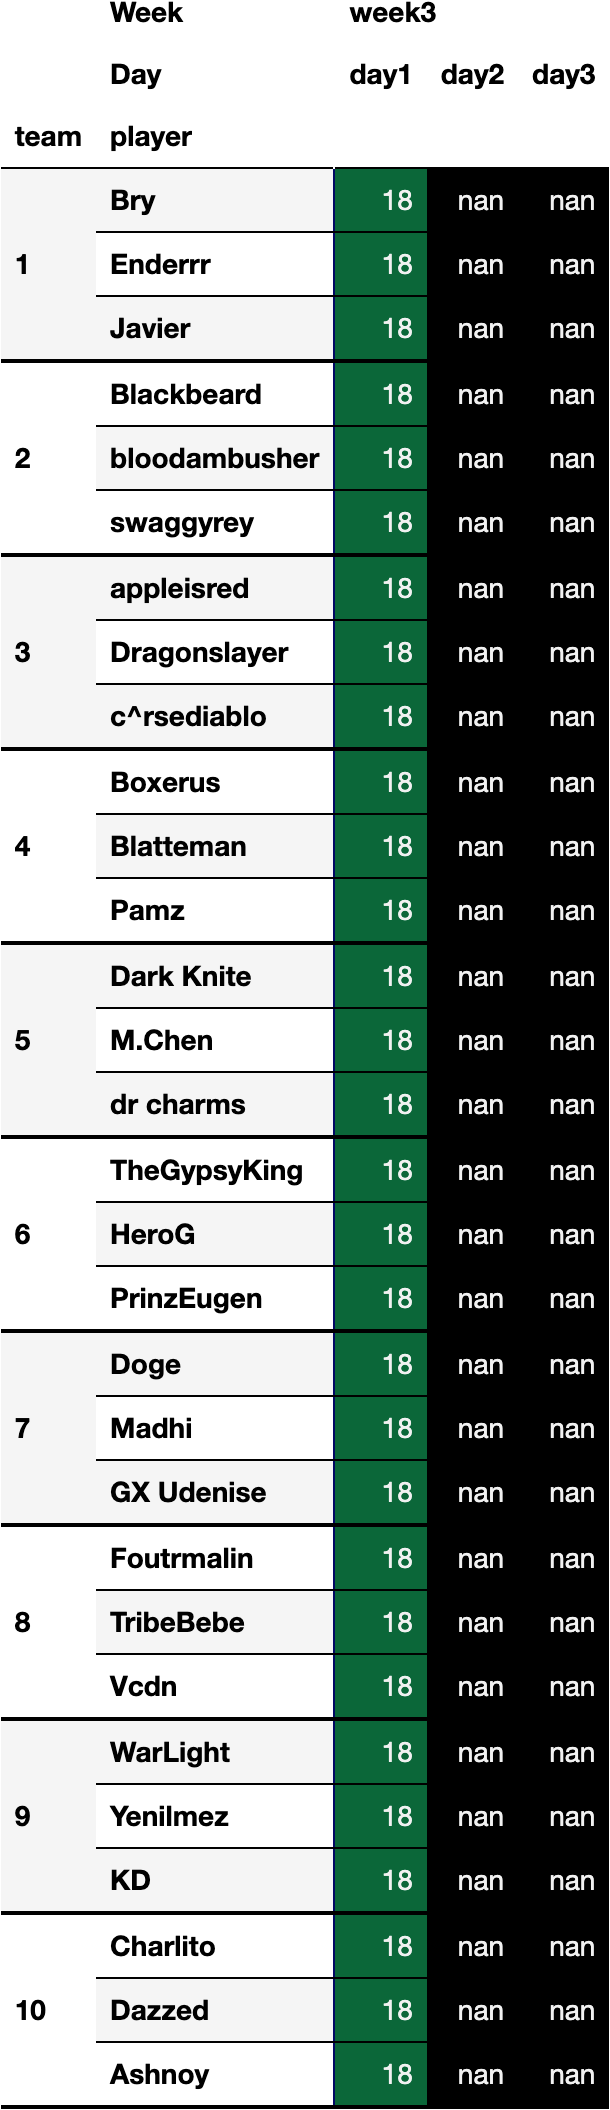 Week week3
Day day1 day2 day3
team player
Bry 18 nan nan
1 Enderrr 18 nan nan
Javier 18 nan nan
Blackbeard 18 nan nan
2 bloodambusher 18 nan nan
swaggyrey 18 nan nan
appleisred 18 nan nan
3 Dragonslayer 18 nan nan
c^rsediablo 18 nan nan
Boxerus 18 nan nan
4 Blatteman 18 nan nan
Pamz 18 nan nan
Dark Knite 18 nan nan
5 M.Chen 18 nan nan
dr charms 18 nan nan
TheGypsyKing 18 nan nan
6 HeroG 18 nan nan
PrinzEugen 18 nan nan
Doge 18 nan nan
7 Madhi 18 nan nan
GX Udenise 18 nan nan
Foutrmalin 18 nan nan
8 TribeBebe 18 nan nan
Vcdn 18 nan nan
WarLight 18 nan nan
9 Yenilmez 18 nan nan
KD 18 nan nan
Charlito 18 nan nan
10 Dazzed 18 nan nan
Ashnoy 18 nan nan